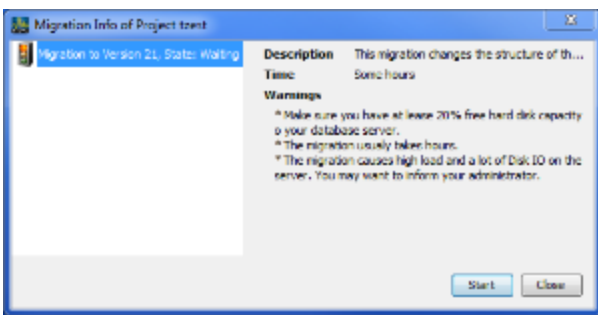 Migration Info of Project tzent
Migration to Version 21, State: Waiting
Description This migration changes the structure of th...
Time Some hours
Warnings
* Make sure you have at lease 20% free hard disk capacity
o your database server.
* The migration usualy takes hours.
* The migration causes high load and a lot of Disk IO on the
server. You may want to inform your administrator.
Start Close